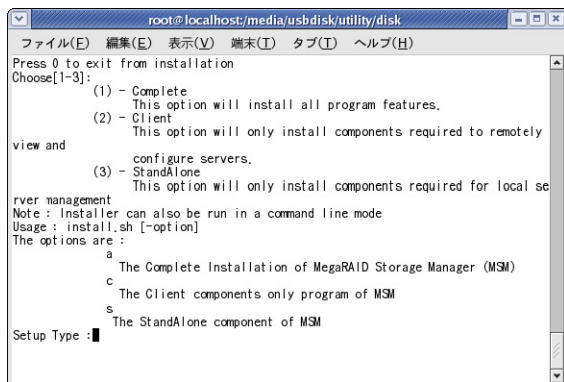 root@localhost:/media/usbdisk/utility/disk
ファイル(F) 編集(E) 表示(V) 端末(T) タブ(T) ヘルプ(H)
Press 0 to exit from installation
Choose[1-3]:
(1) - Complete
This option will install all program features.
(2) - Client
This option will only install components required to remotely
view and
configure servers.
(3) - StandAlone
This option will only install components required for local se
rver management
Note : Installer can also be run in a command line mode
Usage : install.sh [-option]
The options are :
a
The Complete Installation of MegaRAID Storage Manager (MSM)
c
The Client components only program of MSM
s
The StandAlone component of MSM
Setup Type :